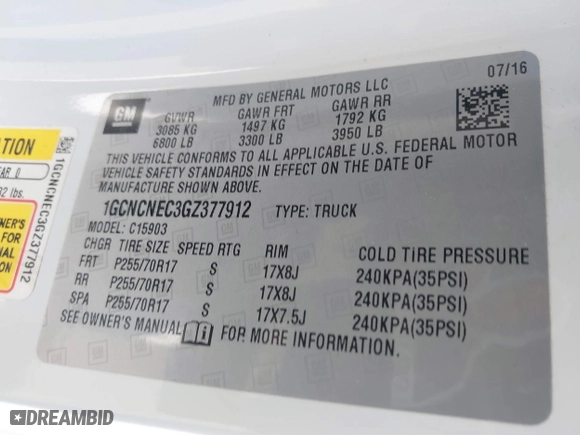 07/16
MFD BY GENERAL MOTORS LLC
GM
GVWR GAWR FRT GAWR RR
3085 KG 1497 KG 1792 KG
6800 LB 3300 LB 3950 LB
THIS VEHICLE CONFORMS TO ALL APPLICABLE U.S. FEDERAL MOTOR
VEHICLE SAFETY STANDARDS IN EFFECT ON THE DATE OF
MANUFACTURE SHOWN ABOVE.
1GCNCNEC3GZ377912 TYPE: TRUCK
MODEL: C15903
CHGR TIRE SIZE SPEED RTG RIM COLD TIRE PRESSURE
FRT P255/70R17 S 17X8J 240KPA(35PSI)
RR P255/70R17 S 17X8J 240KPA(35PSI)
SPA P255/70R17 S 17X7.5J 240KPA(35PSI)
SEE OWNER'S MANUAL FOR MORE INFORMATION.
1GCNCNEC3GZ377912
lbs.
OWNER'S
FOR
DREAMBID